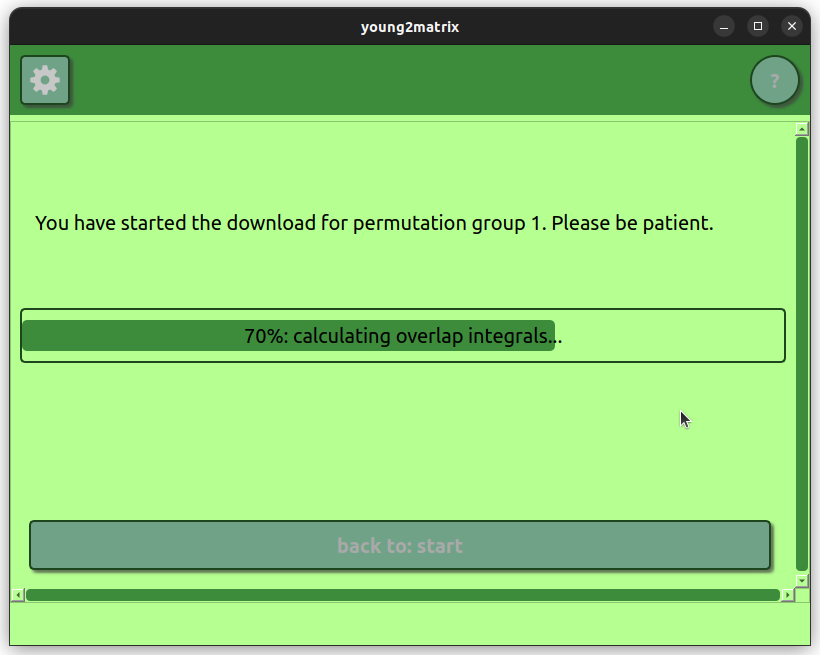 young2matrix
?
You have started the download for permutation group 1. Please be patient.
70%: calculating overlap integrals...
back to: start